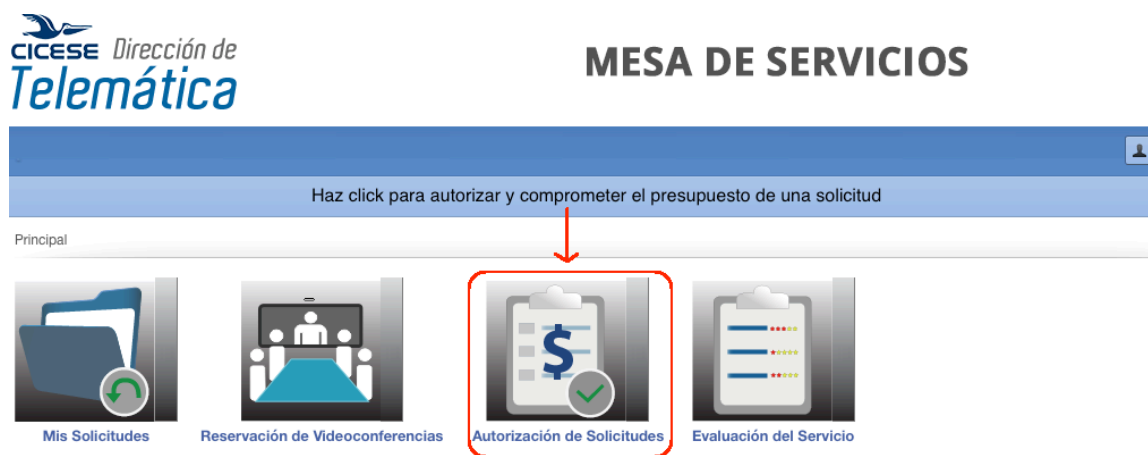 CICESE Dirección de
Telemática
MESA DE SERVICIOS
Haz click para autorizar y comprometer el presupuesto de una solicitud
Principal
$
Mis Solicitudes
Reservación de Videoconferencias
Autorización de Solicitudes
Evaluación del Servicio